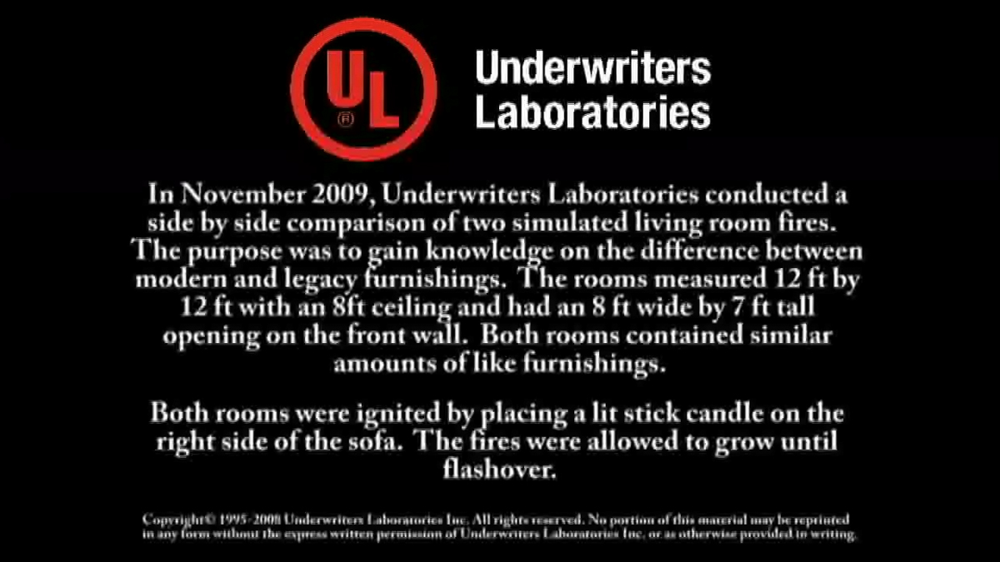 UL
®
Underwriters
Laboratories
In November 2009, Underwriters Laboratories conducted a
side by side comparison of two simulated living room fires.
The purpose was to gain knowledge on the difference between
modern and legacy furnishings. The rooms measured 12 ft by
12 ft with an 8ft ceiling and had an 8 ft wide by 7 ft tall
opening on the front wall. Both rooms contained similar
amounts of like furnishings.
Both rooms were ignited by placing a lit stick candle on the
right side of the sofa. The fires were allowed to grow until
flashover.
Copyright© 1995-2008 Underwriters Laboratories Inc. All rights reserved. No portion of this material may be reprinted
in any form without the express written permission of Underwriters Laboratories Inc. or as otherwise provided in writing.